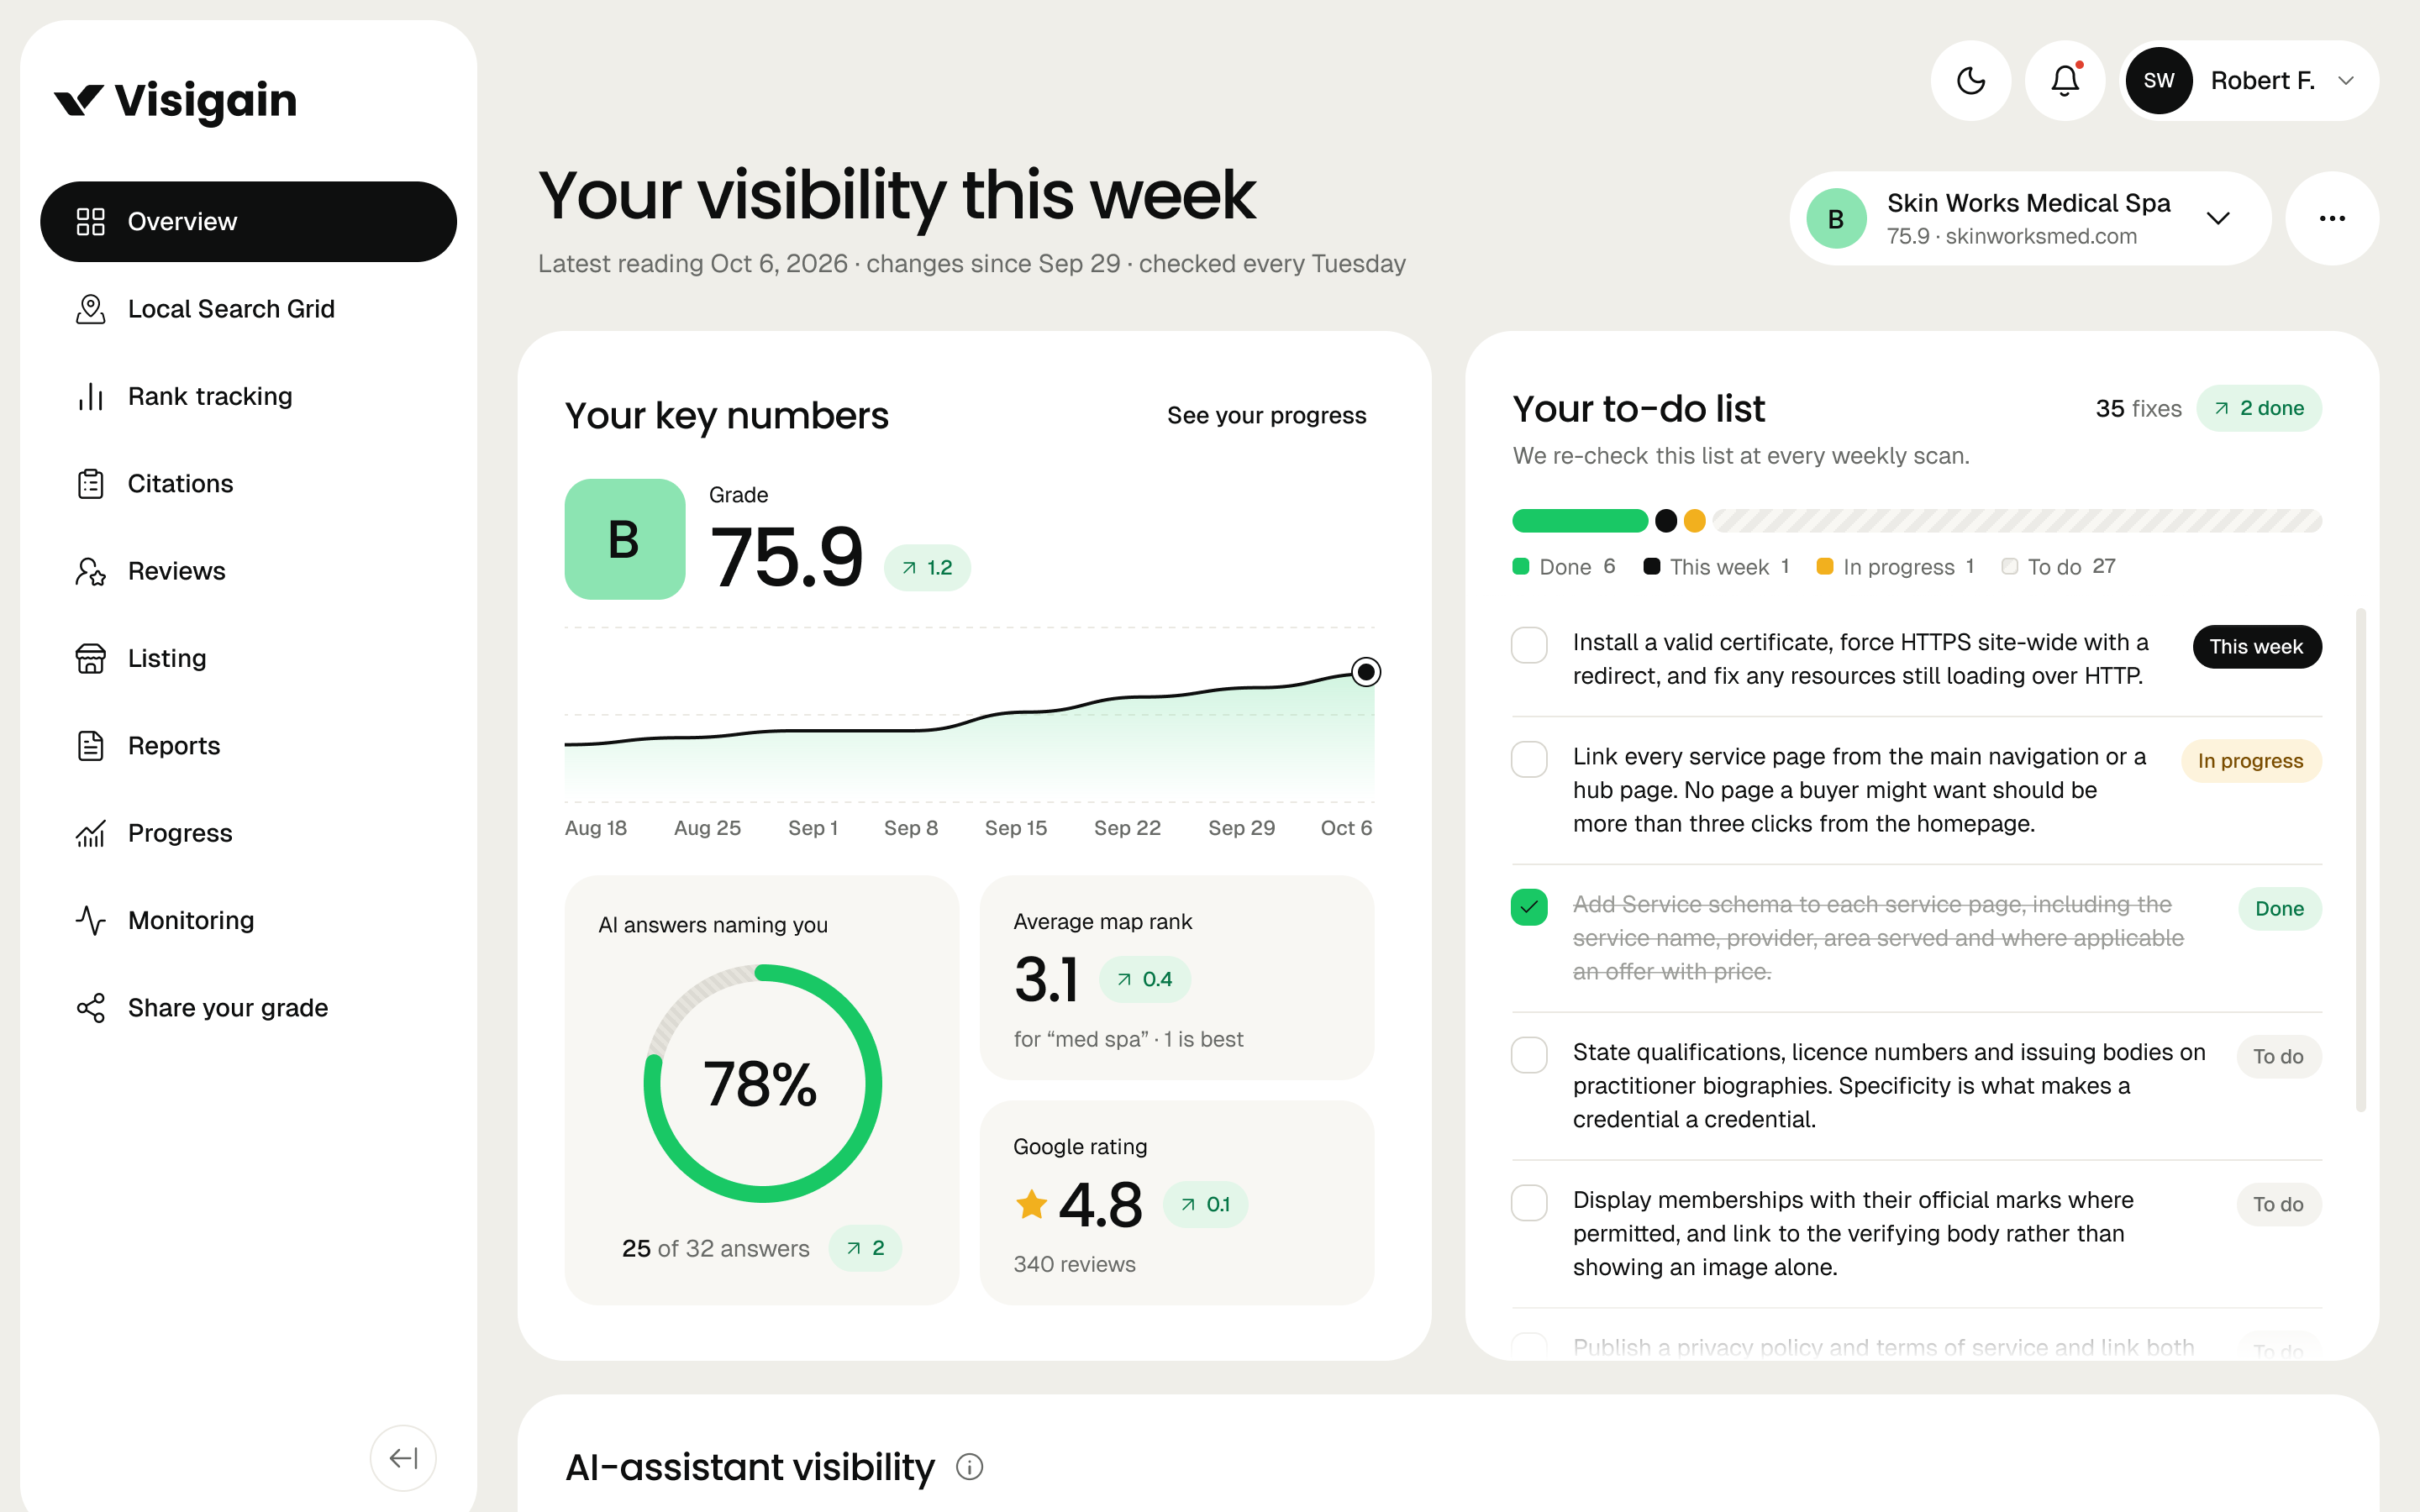 Visigain
Overview
Local Search Grid
Rank tracking
Citations
Reviews
Listing
Reports
Progress
Monitoring
Share your grade
SW
Robert F.
Your visibility this week
Latest reading Oct 6, 2026 · changes since Sep 29 · checked every Tuesday
B
Skin Works Medical Spa
75.9 · skinworksmed.com
Your key numbers
See your progress
B
Grade
75.9
1.2
Aug 18 Aug 25 Sep 1 Sep 8 Sep 15 Sep 22 Sep 29 Oct 6
AI answers naming you
78%
25 of 32 answers
2
Average map rank
3.1
0.4
for “med spa” · 1 is best
Google rating
4.8
0.1
340 reviews
Your to-do list
35 fixes
2 done
We re-check this list at every weekly scan.
Done 6 This week 1 In progress 1 To do 27
Install a valid certificate, force HTTPS site-wide with a
redirect, and fix any resources still loading over HTTP.
This week
Link every service page from the main navigation or a
hub page. No page a buyer might want should be
more than three clicks from the homepage.
In progress
Add Service schema to each service page, including the
service name, provider, area served and where applicable
an offer with price.
Done
State qualifications, licence numbers and issuing bodies on
practitioner biographies. Specificity is what makes a
credential a credential.
To do
Display memberships with their official marks where
permitted, and link to the verifying body rather than
showing an image alone.
To do
Publish a privacy policy and terms of service and link both
To do
AI-assistant visibility